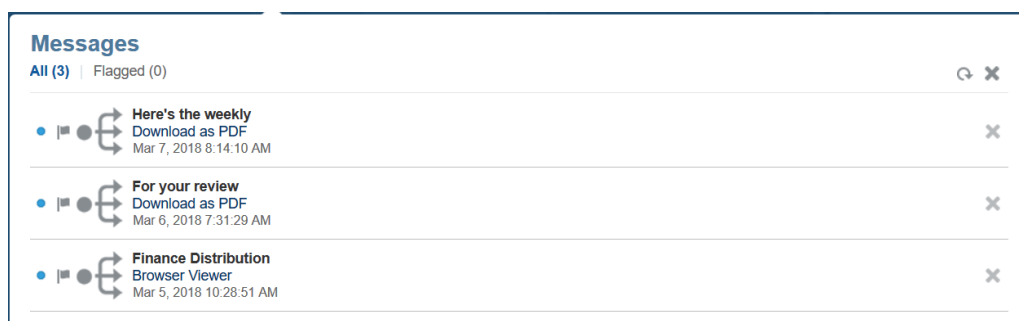 Messages
All (3) | Flagged (0)
Here's the weekly
Download as PDF
Mar 7, 2018 8:14:10 AM
For your review
Download as PDF
Mar 6, 2018 7:31:29 AM
Finance Distribution
Browser Viewer
Mar 5, 2018 10:28:51 AM